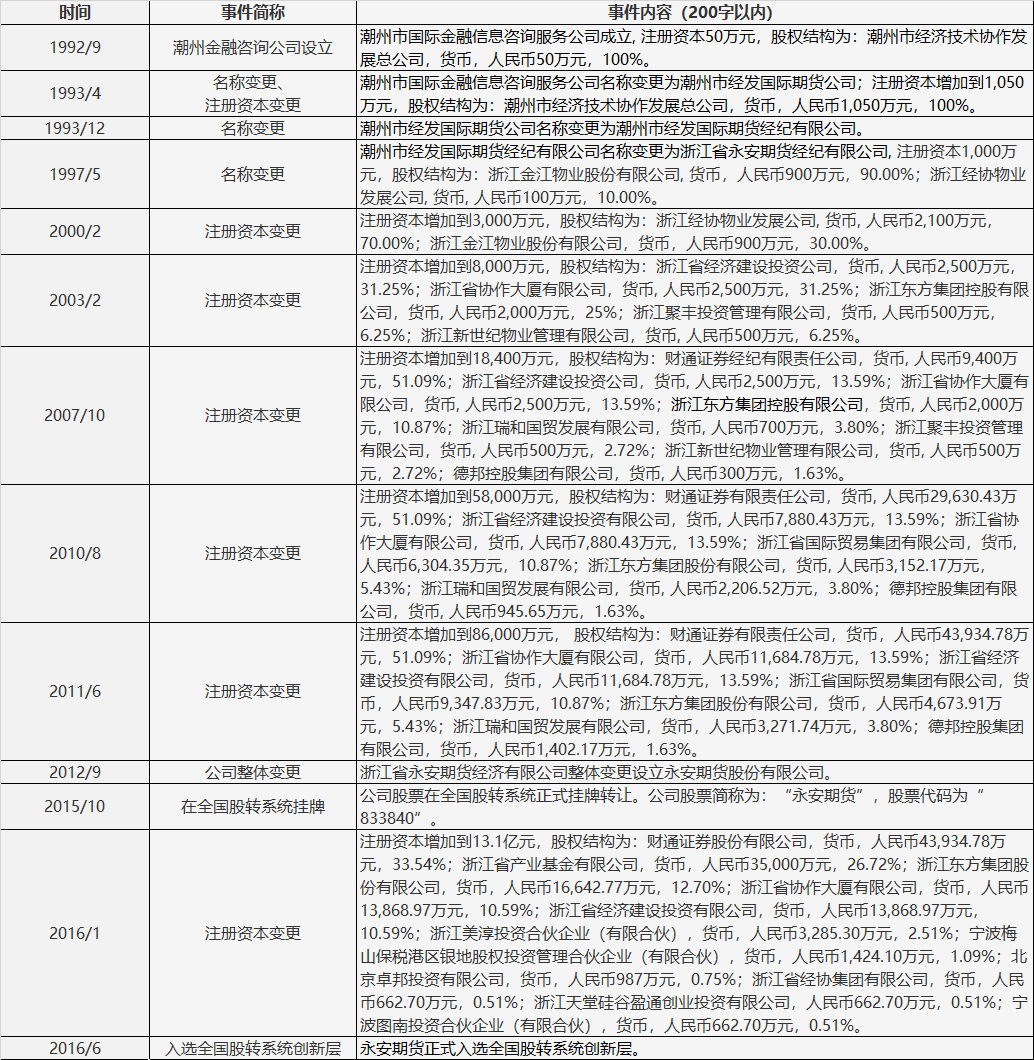 时间 事件简称 事件内容（200字以内）
1992/9 潮州金融咨询公司设立
潮州市国际金融信息咨询服务公司成立, 注册资本50万元，股权结构为：潮州市经济技术协作发
展总公司，货币，人民币50万元，100%。
1993/4 名称变更、
注册资本变更
潮州市国际金融信息咨询服务公司名称变更为潮州市经发国际期货公司；注册资本增加到1,050
万元，股权结构为：潮州市经济技术协作发展总公司，货币，人民币1,050万元，100%。
1993/12 名称变更 潮州市经发国际期货公司名称变更为潮州市经发国际期货经纪有限公司。
1997/5 名称变更
潮州市经发国际期货经纪有限公司名称变更为浙江省永安期货经纪有限公司, 注册资本1,000万
元，股权结构为：浙江金江物业股份有限公司, 货币，人民币900万元，90.00%；浙江经协物业
发展公司, 货币, 人民币100万元，10.00%。
2000/2 注册资本变更
注册资本增加到3,000万元，股权结构为：浙江经协物业发展公司, 货币, 人民币2,100万元，
70.00%；浙江金江物业股份有限公司，货币，人民币900万元，30.00%。
2003/2 注册资本变更
注册资本增加到8,000万元，股权结构为：浙江省经济建设投资公司，货币, 人民币2,500万元，
31.25%；浙江省协作大厦有限公司，货币, 人民币2,500万元，31.25%；浙江东方集团控股有限
公司，货币, 人民币2,000万元，25%；浙江聚丰投资管理有限公司，货币, 人民币500万元，
6.25%；浙江新世纪物业管理有限公司，货币, 人民币500万元，6.25%。
2007/10 注册资本变更
注册资本增加到18,400万元，股权结构为：财通证券经纪有限责任公司，货币, 人民币9,400万
元，51.09%；浙江省经济建设投资公司，货币, 人民币2,500万元，13.59%；浙江省协作大厦有
限公司，货币, 人民币2,500万元，13.59%；浙江东方集团控股有限公司，货币, 人民币2,000万
元，10.87%；浙江瑞和国贸发展有限公司，货币, 人民币700万元，3.80%；浙江聚丰投资管理
有限公司，货币, 人民币500万元，2.72%；浙江新世纪物业管理有限公司，货币, 人民币500万
元，2.72%；德邦控股集团有限公司，货币, 人民币300万元，1.63%。
2010/8 注册资本变更
注册资本增加到58,000万元，股权结构为：财通证券有限责任公司，货币, 人民币29,630.43万
元，51.09%；浙江省经济建设投资有限公司，货币, 人民币7,880.43万元，13.59%；浙江省协
作大厦有限公司，货币, 人民币7,880.43万元，13.59%；浙江省国际贸易集团有限公司，货币,
人民币6,304.35万元，10.87%；浙江东方集团股份有限公司，货币, 人民币3,152.17万元，
5.43%；浙江瑞和国贸发展有限公司，货币, 人民币2,206.52万元，3.80%；德邦控股集团有限
公司，货币, 人民币945.65万元，1.63%。
2011/6 注册资本变更
注册资本增加到86,000万元， 股权结构为：财通证券有限责任公司，货币，人民币43,934.78万
元，51.09%；浙江省协作大厦有限公司，货币，人民币11,684.78万元，13.59%；浙江省经济
建设投资有限公司，货币，人民币11,684.78万元，13.59%；浙江省国际贸易集团有限公司，货
币，人民币9,347.83万元，10.87%；浙江东方集团股份有限公司，货币，人民币4,673.91万
元，5.43%；浙江瑞和国贸发展有限公司，货币，人民币3,271.74万元，3.80%；德邦控股集团
有限公司，货币，人民币1,402.17万元，1.63%。
2012/9 公司整体变更 浙江省永安期货经济有限公司整体变更设立永安期货股份有限公司。
2015/10 在全国股转系统挂牌
公司股票在全国股转系统正式挂牌转让。公司股票简称为：“永安期货”，股票代码为“
833840”。
2016/1 注册资本变更
注册资本增加到13.1亿元，股权结构为：财通证券股份有限公司，货币，人民币43,934.78万
元，33.54%；浙江省产业基金有限公司，货币，人民币35,000万元，26.72%；浙江东方集团股
份有限公司，货币，人民币16,642.77万元，12.70%；浙江省协作大厦有限公司，货币，人民币
13,868.97万元，10.59%；浙江省经济建设投资有限公司，货币，人民币13,868.97万元，
10.59%；浙江美淳投资合伙企业（有限合伙），货币，人民币3,285.30万元，2.51%；宁波梅
山保税港区银地股权投资管理合伙企业（有限合伙），货币，人民币1,424.10万元，1.09%；北
京卓邦投资有限公司，货币，人民币987万元，0.75%；浙江省经协集团有限公司，货币，人民
币662.70万元，0.51%；浙江天堂硅谷盈通创业投资有限公司，人民币662.70万元，0.51%；宁
波图南投资合伙企业（有限合伙），货币，人民币662.70万元，0.51%。
2016/6 入选全国股转系统创新层 永安期货正式入选全国股转系统创新层。